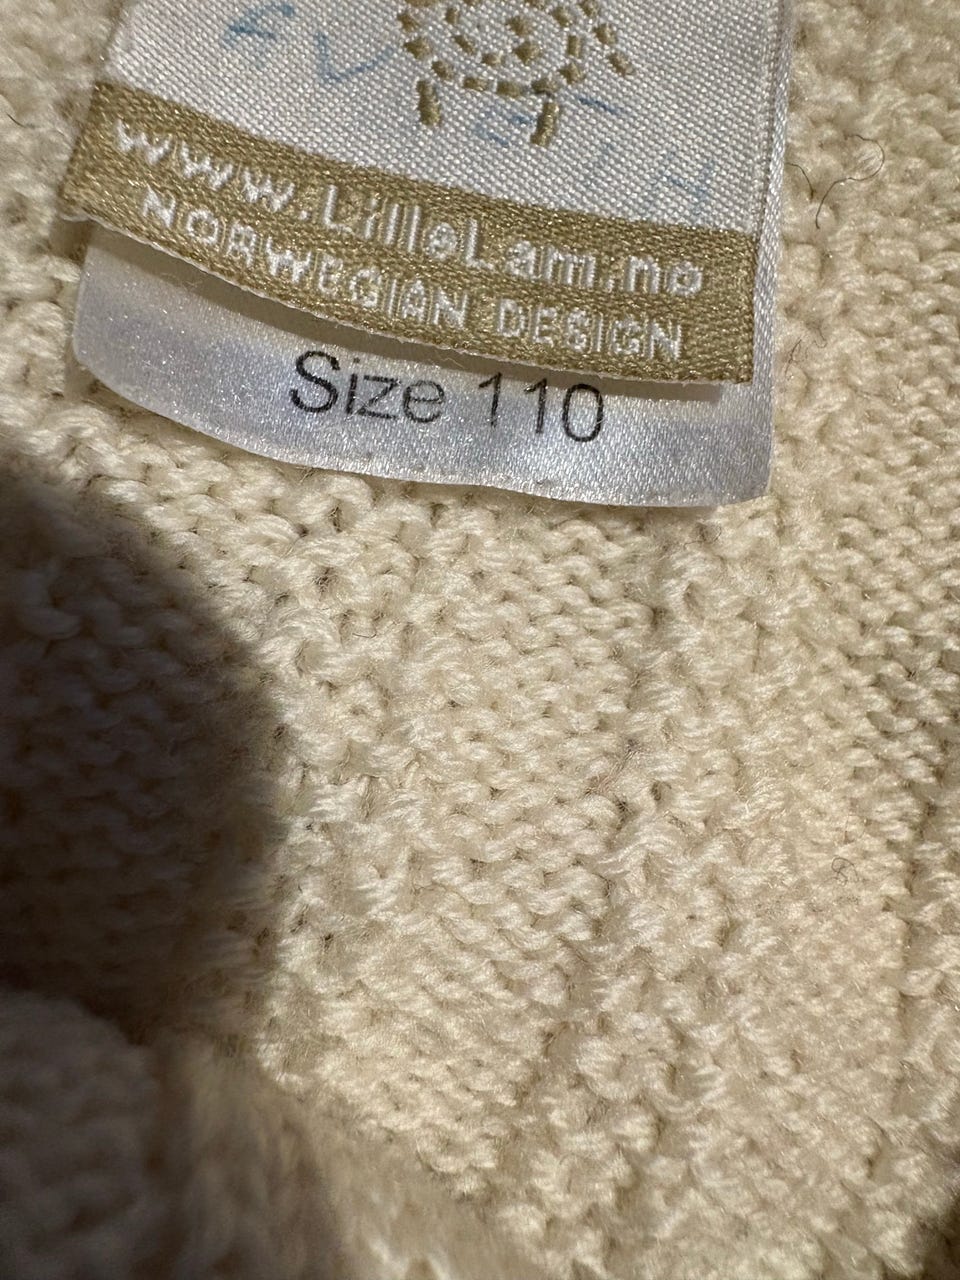 www.LilleLam.no
NORWEGIAN DESIGN
Size 110